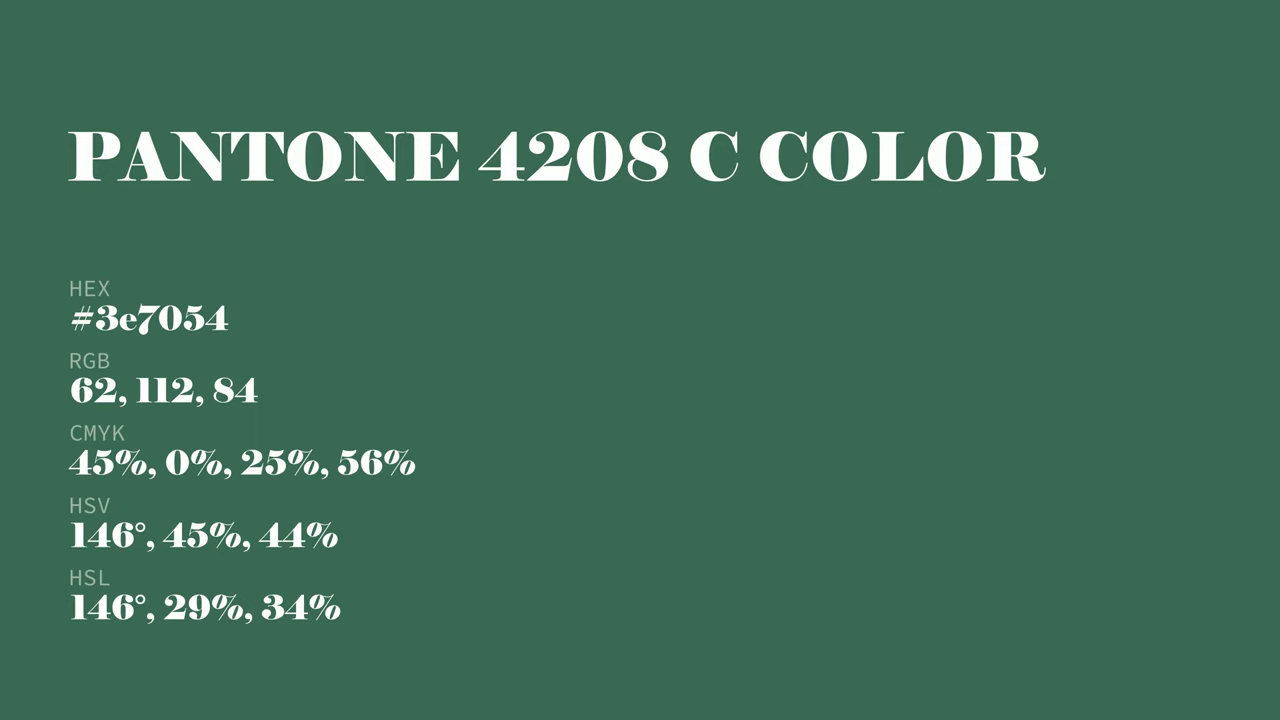 PANTONE 4208 C COLOR
HEX
#3e7054
RGB
62, 112, 84
CMYK
45%, 0%, 25%, 56%
HSV
146°, 45%, 44%
HSL
146°, 29%, 34%